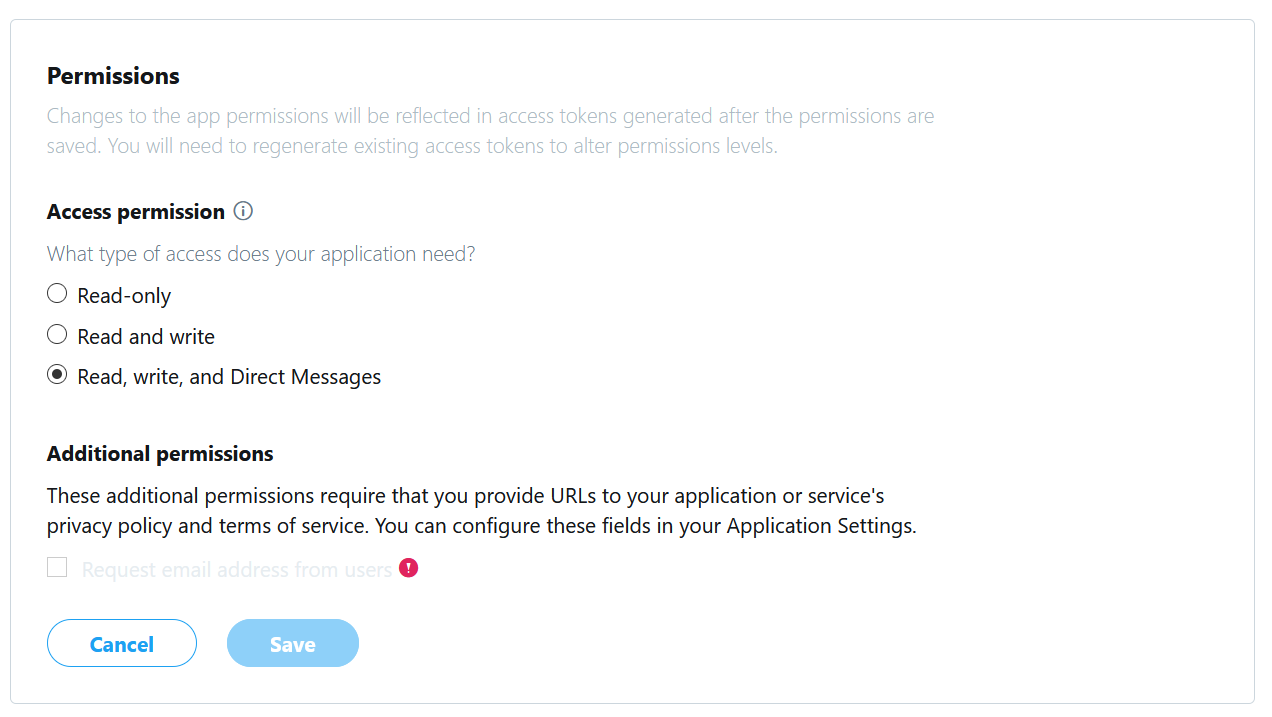 Permissions
Changes to the app permissions will be reflected in access tokens generated after the permissions are
saved. You will need to regenerate existing access tokens to alter permissions levels.
Access permission
What type of access does your application need?
Read-only
Read and write
Read, write, and Direct Messages
Additional permissions
These additional permissions require that you provide URLs to your application or service's
privacy policy and terms of service. You can configure these fields in your Application Settings.
Request email address from users
Cancel Save